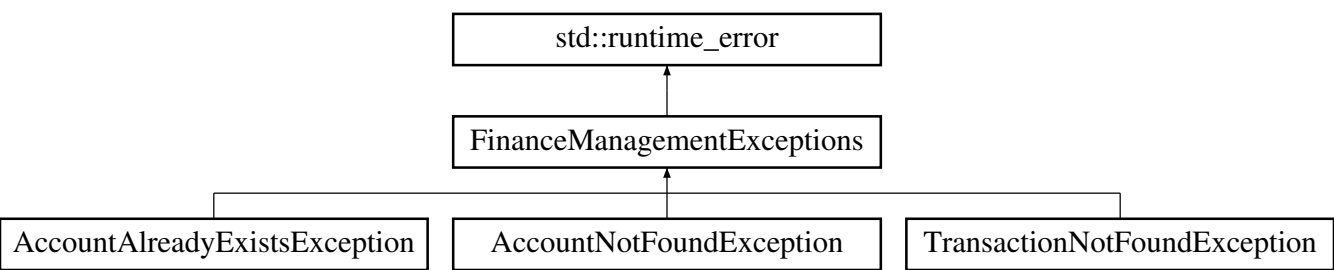 std::runtime_error
FinanceManagementExceptions
AccountAlreadyExistsException
AccountNotFoundException
TransactionNotFoundException